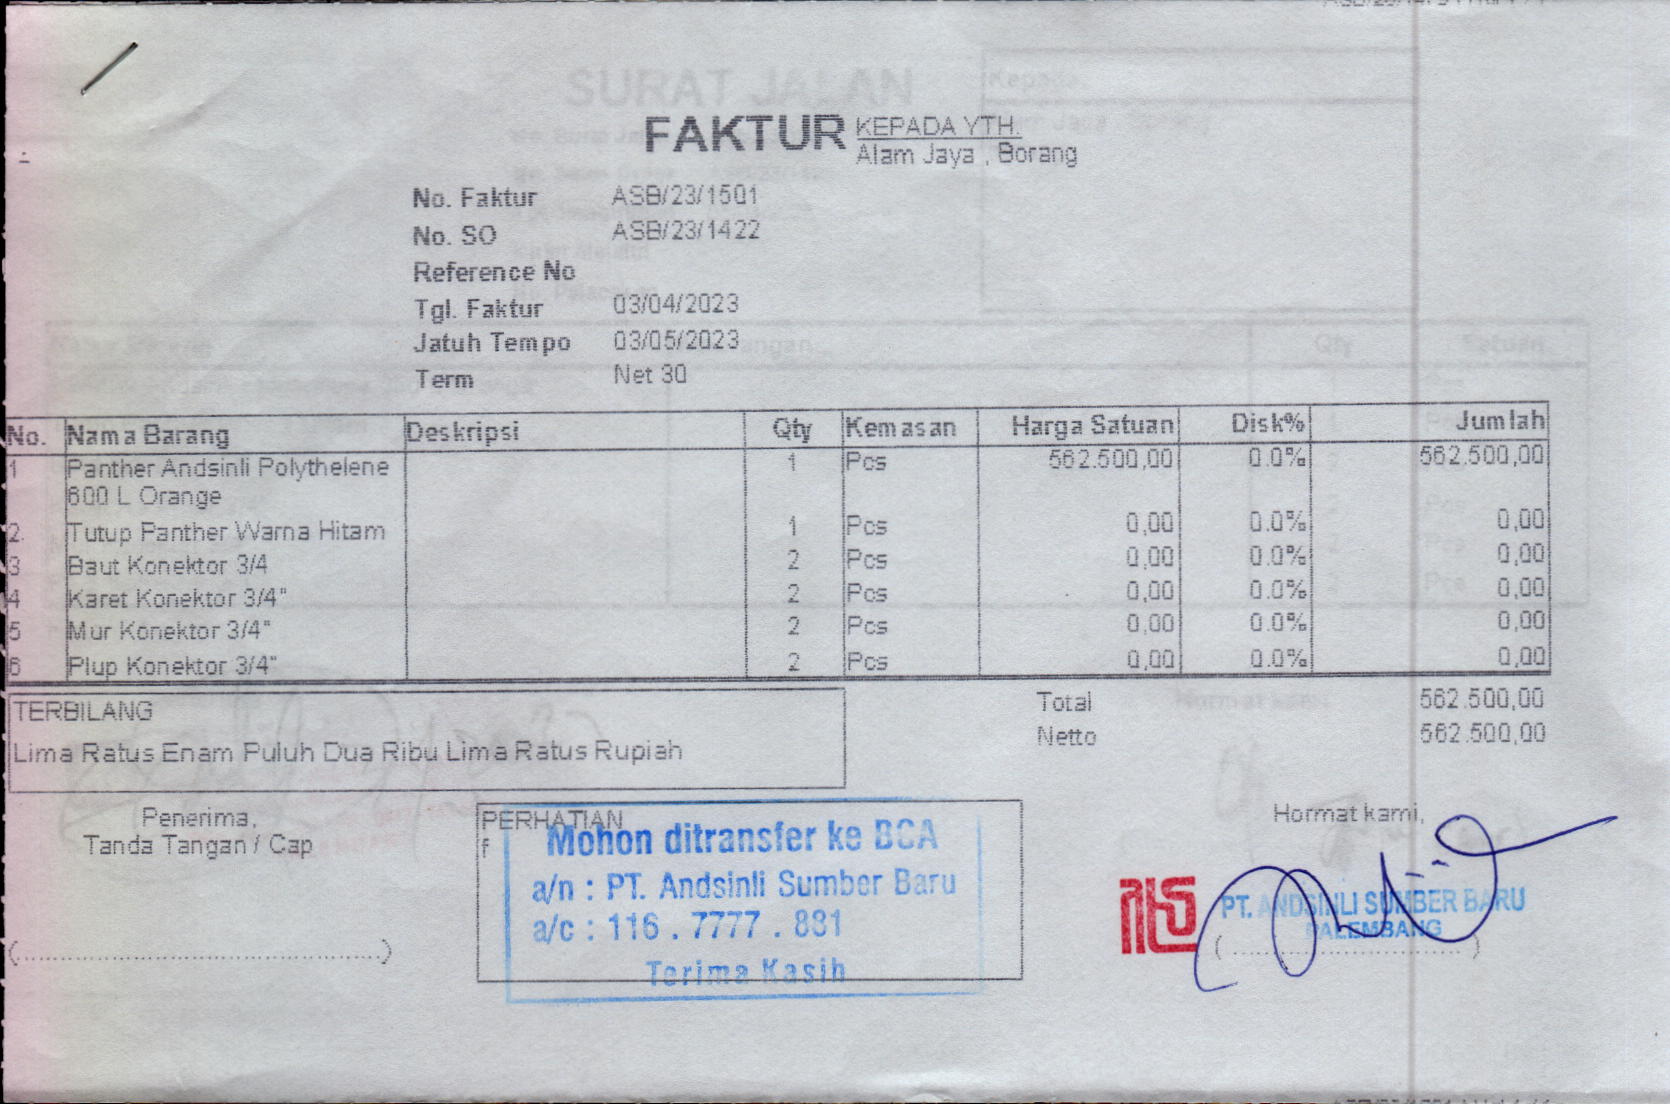 FAKTUR
KEPADA YTH.
Alam Jaya , Borang
No. Faktur ASB/23/1501
No. SO ASB/23/1422
Reference No
Tgl. Faktur 03/04/2023
Jatuh Tempo 03/05/2023
Term Net 30
No. Nama Barang Deskripsi Qty Kemasan Harga Satuan Disk% Jumlah
1 Panther Andsinli Polythelene 1 Pcs 562.500,00 0.0% 562.500,00
600 L Orange
2. Tutup Panther Warna Hitam 1 Pcs 0,00 0.0% 0,00
3 Baut Konektor 3/4 2 Pcs 0,00 0.0% 0,00
4 Karet Konektor 3/4" 2 Pcs 0,00 0.0% 0,00
5 Mur Konektor 3/4" 2 Pcs 0,00 0.0% 0,00
6 Plup Konektor 3/4" 2 Pcs 0,00 0.0% 0,00
TERBILANG
Lima Ratus Enam Puluh Dua Ribu Lima Ratus Rupiah
Total 562.500,00
Netto 562.500,00
Penerima,
Tanda Tangan / Cap
(..................................................)
PERHATIAN
f
Mohon ditransfer ke BCA
a/n : PT. Andsinli Sumber Baru
a/c : 116 . 7777 . 881
Terima Kasih
Hormat kami,
PT. ANDSINLI SUMBER BARU
PALEMBANG
(..................................)
SURAT JALAN
Kepada
Qty Satuan
Hormat kami